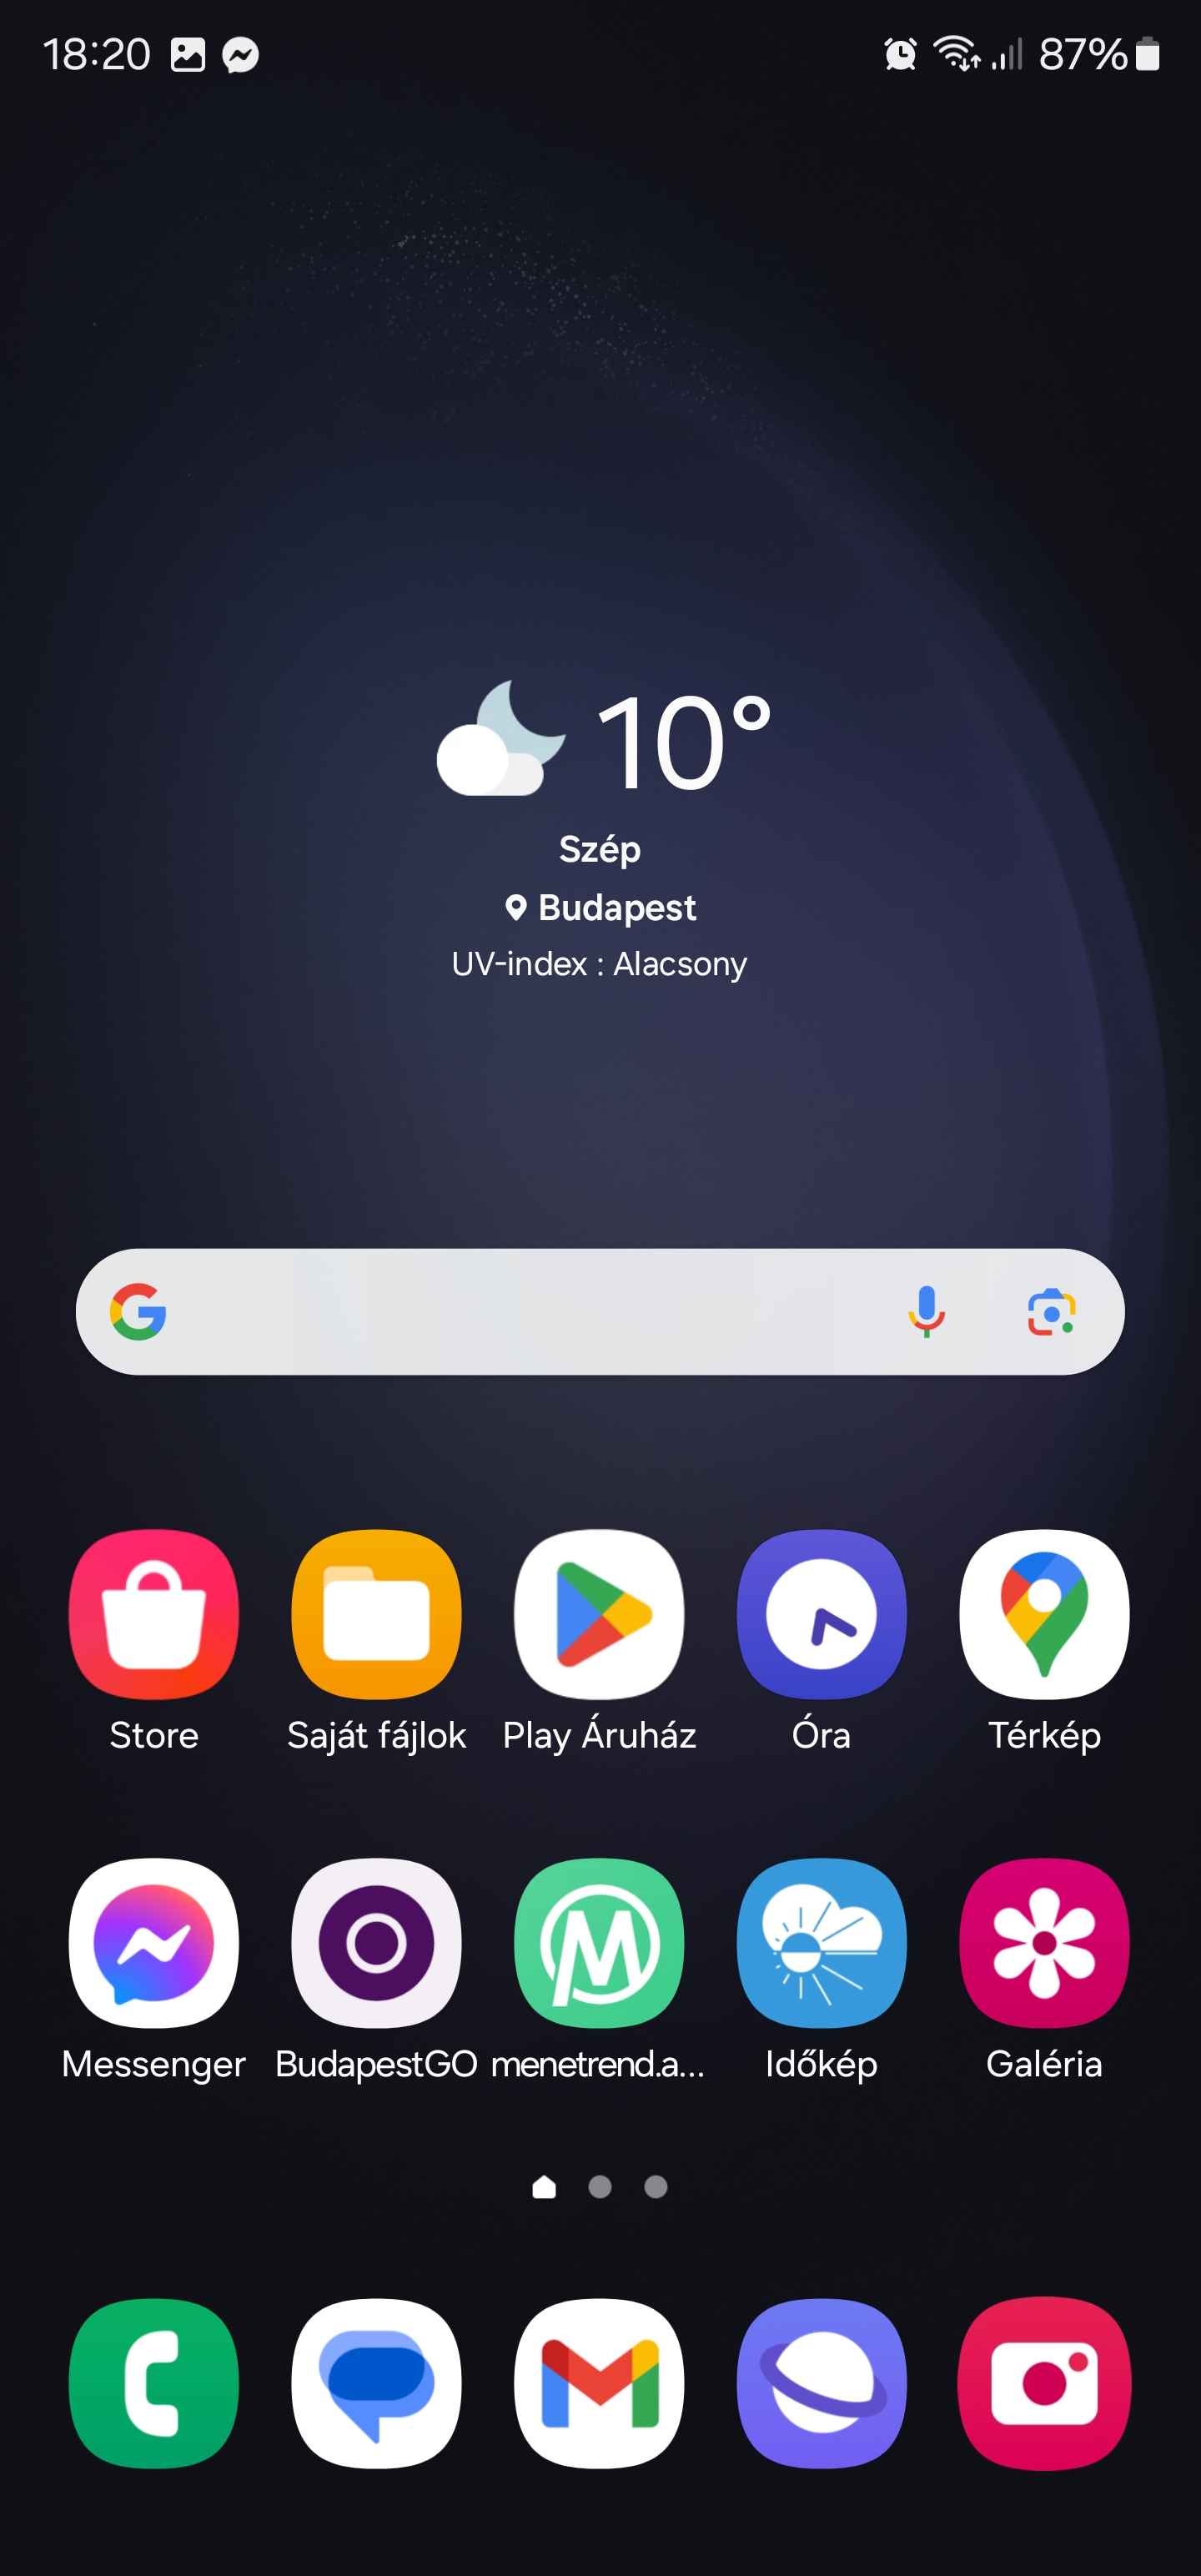 18:20 87%
10°
Szép
Budapest
UV-index : Alacsony
Store Saját fájlok Play Áruház Óra Térkép
Messenger BudapestGO menetrend.a... Időkép Galéria